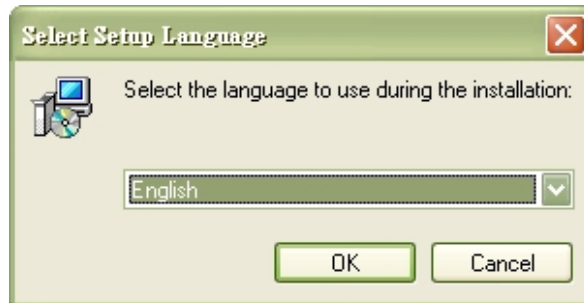 Select Setup Language
Select the language to use during the installation:
English
OK
Cancel